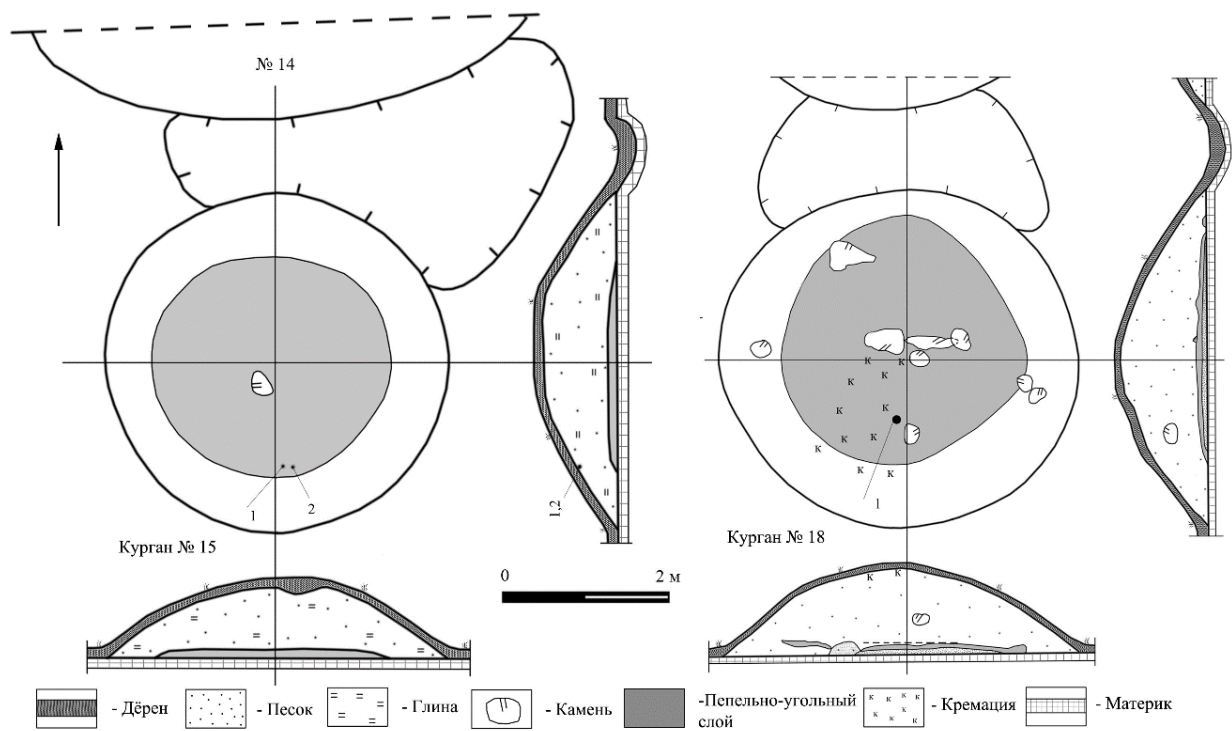 № 14
1
2
1,2
Курган № 15
1
Курган № 18
0
2 м
- Дёрен
- Песок
- Глина
- Камень
-Пепельно-угольный
слой
- Кремация
- Материк